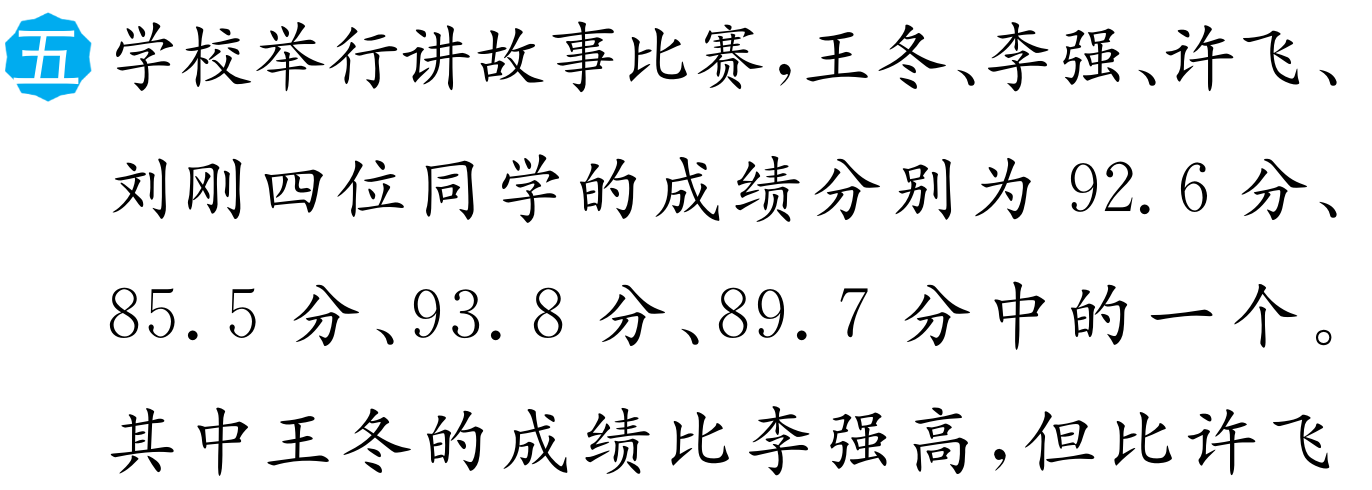 五 学校举行讲故事比赛,王冬、李强、许飞、
刘刚四位同学的成绩分别为 92.6 分、
85.5 分、93.8 分、89.7 分中的一个。
其中王冬的成绩比李强高,但比许飞